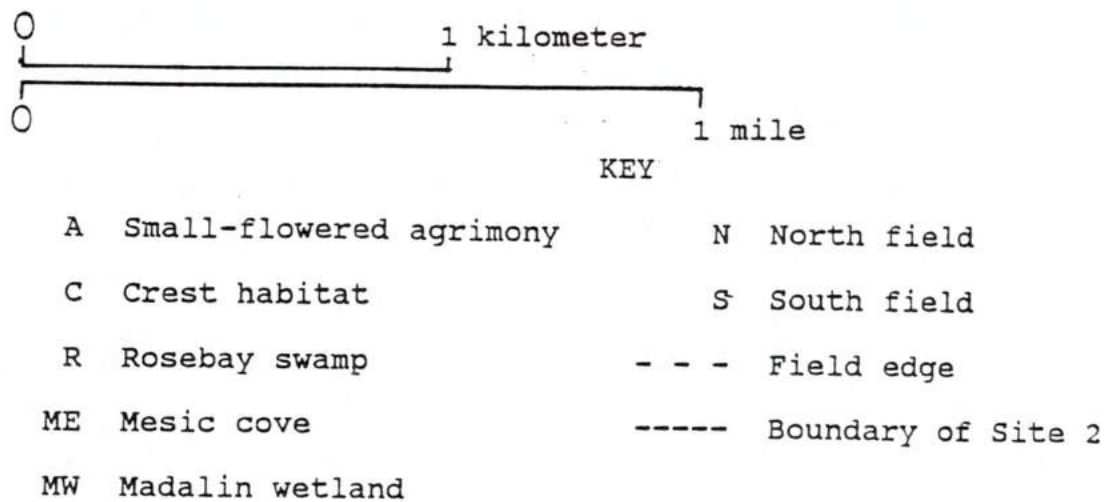 0
1 kilometer
0
1 mile
KEY
A Small-flowered agrimony
N North field
C Crest habitat
S South field
R Rosebay swamp
- - - Field edge
ME Mesic cove
----- Boundary of Site 2
MW Madalin wetland